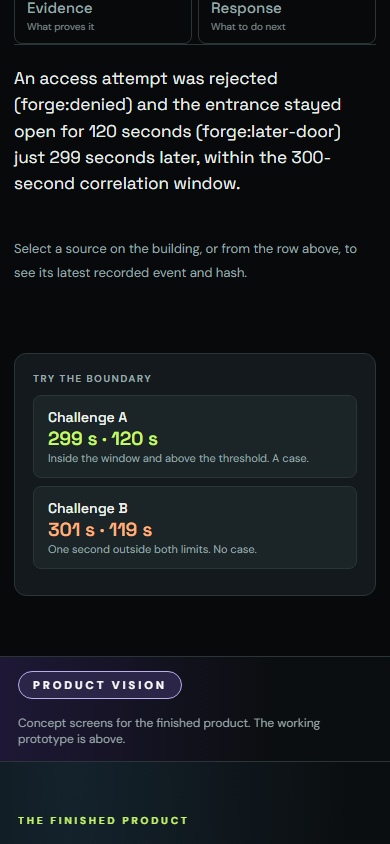 Evidence
What proves it
Response
What to do next
An access attempt was rejected
(forge:denied) and the entrance stayed
open for 120 seconds (forge:later-door)
just 299 seconds later, within the 300-
second correlation window.
Select a source on the building, or from the row above, to
see its latest recorded event and hash.
TRY THE BOUNDARY
Challenge A
299 s · 120 s
Inside the window and above the threshold. A case.
Challenge B
301 s · 119 s
One second outside both limits. No case.
PRODUCT VISION
Concept screens for the finished product. The working
prototype is above.
THE FINISHED PRODUCT